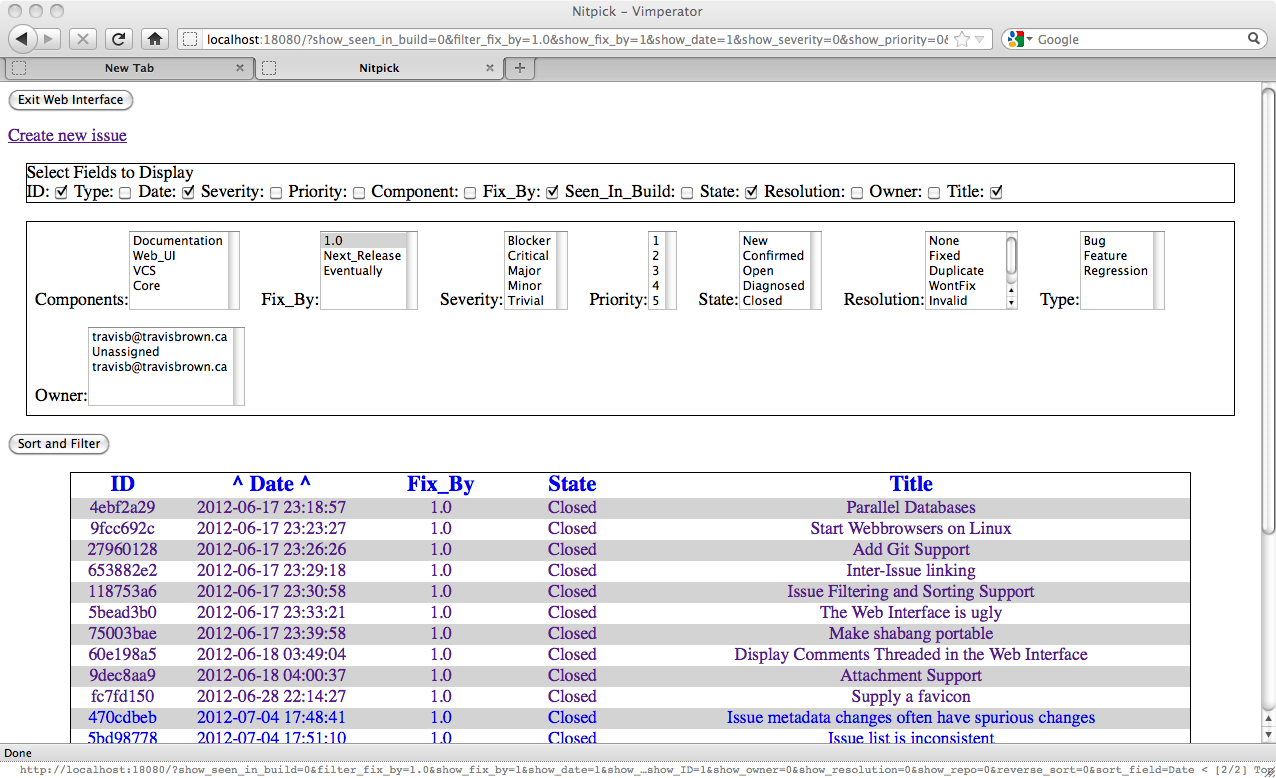 Nitpick – Vimperator
localhost:18080/?show_seen_in_build=0&filter_fix_by=1.0&show_fix_by=1&show_date=1&show_severity=0&show_priority=0&
Google
New Tab
Nitpick
Exit Web Interface
Create new issue
Select Fields to Display
ID: Type: Date: Severity: Priority: Component: Fix_By: Seen_In_Build: State: Resolution: Owner: Title:
Components:
Documentation
Web_UI
VCS
Core
Fix_By:
1.0
Next_Release
Eventually
Severity:
Blocker
Critical
Major
Minor
Trivial
Priority:
1
2
3
4
5
State:
New
Confirmed
Open
Diagnosed
Closed
Resolution:
None
Fixed
Duplicate
WontFix
Invalid
Type:
Bug
Feature
Regression
Owner:
travisb@travisbrown.ca
Unassigned
travisb@travisbrown.ca
Sort and Filter
ID ^ Date ^ Fix_By State Title
4ebf2a29 2012-06-17 23:18:57 1.0 Closed Parallel Databases
9fcc692c 2012-06-17 23:23:27 1.0 Closed Start Webbrowsers on Linux
27960128 2012-06-17 23:26:26 1.0 Closed Add Git Support
653882e2 2012-06-17 23:29:18 1.0 Closed Inter-Issue linking
118753a6 2012-06-17 23:30:58 1.0 Closed Issue Filtering and Sorting Support
5bead3b0 2012-06-17 23:33:21 1.0 Closed The Web Interface is ugly
75003bae 2012-06-17 23:39:58 1.0 Closed Make shabang portable
60e198a5 2012-06-18 03:49:04 1.0 Closed Display Comments Threaded in the Web Interface
9dec8aa9 2012-06-18 04:00:37 1.0 Closed Attachment Support
fc7fd150 2012-06-28 22:14:27 1.0 Closed Supply a favicon
470cdbeb 2012-07-04 17:48:41 1.0 Closed Issue metadata changes often have spurious changes
5bd98778 2012-07-04 17:51:10 1.0 Closed Issue list is inconsistent
Done
http://localhost:18080/?show_seen_in_build=0&filter_fix_by=1.0&show_fix_by=1&show_date=1&show_…show_ID=1&show_owner=0&show_resolution=0&show_repo=0&reverse_sort=0&sort_field=Date < [2/2] Top